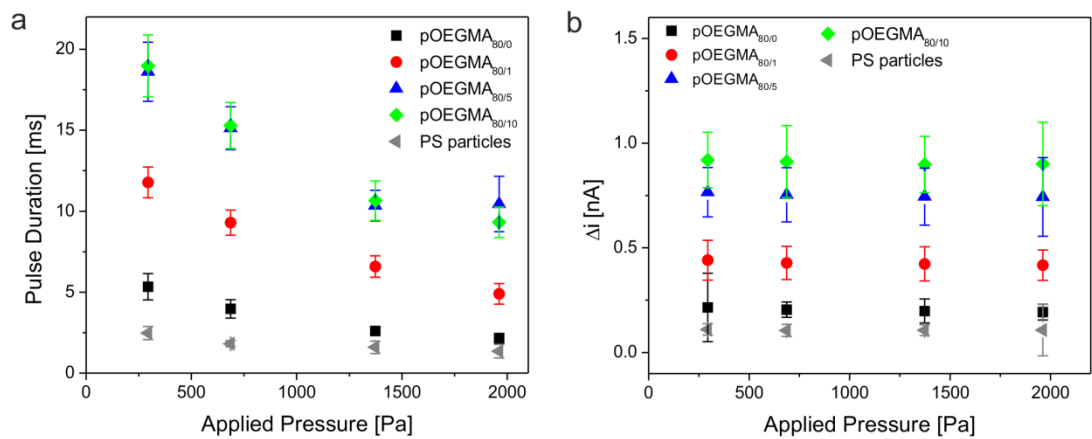 a
20
15
10
5
0
Pulse Duration [ms]
pOEGMA80/0
pOEGMA80/1
pOEGMA80/5
pOEGMA80/10
PS particles
0
500
1000
1500
2000
Applied Pressure [Pa]
b
1.5
1.0
0.5
0.0
Δi [nA]
pOEGMA80/0
pOEGMA80/1
pOEGMA80/5
pOEGMA80/10
PS particles
0
500
1000
1500
2000
Applied Pressure [Pa]